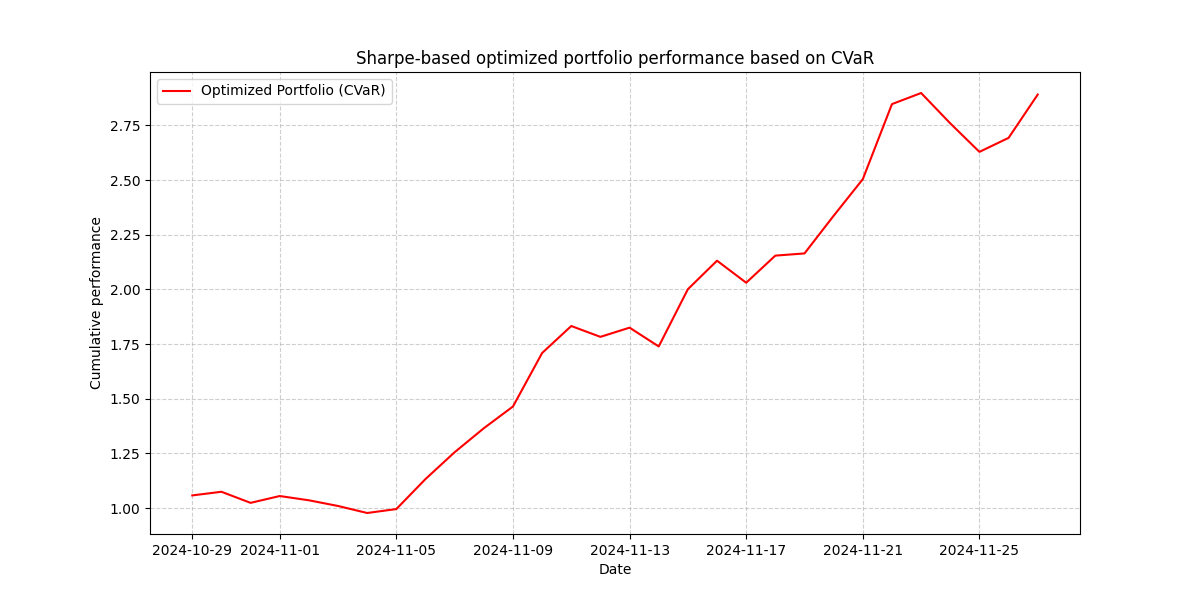 Sharpe-based optimized portfolio performance based on CVaR
Optimized Portfolio (CVaR)
Cumulative performance
2.75
2.50
2.25
2.00
1.75
1.50
1.25
1.00
2024-10-29 2024-11-01 2024-11-05 2024-11-09 2024-11-13 2024-11-17 2024-11-21 2024-11-25
Date